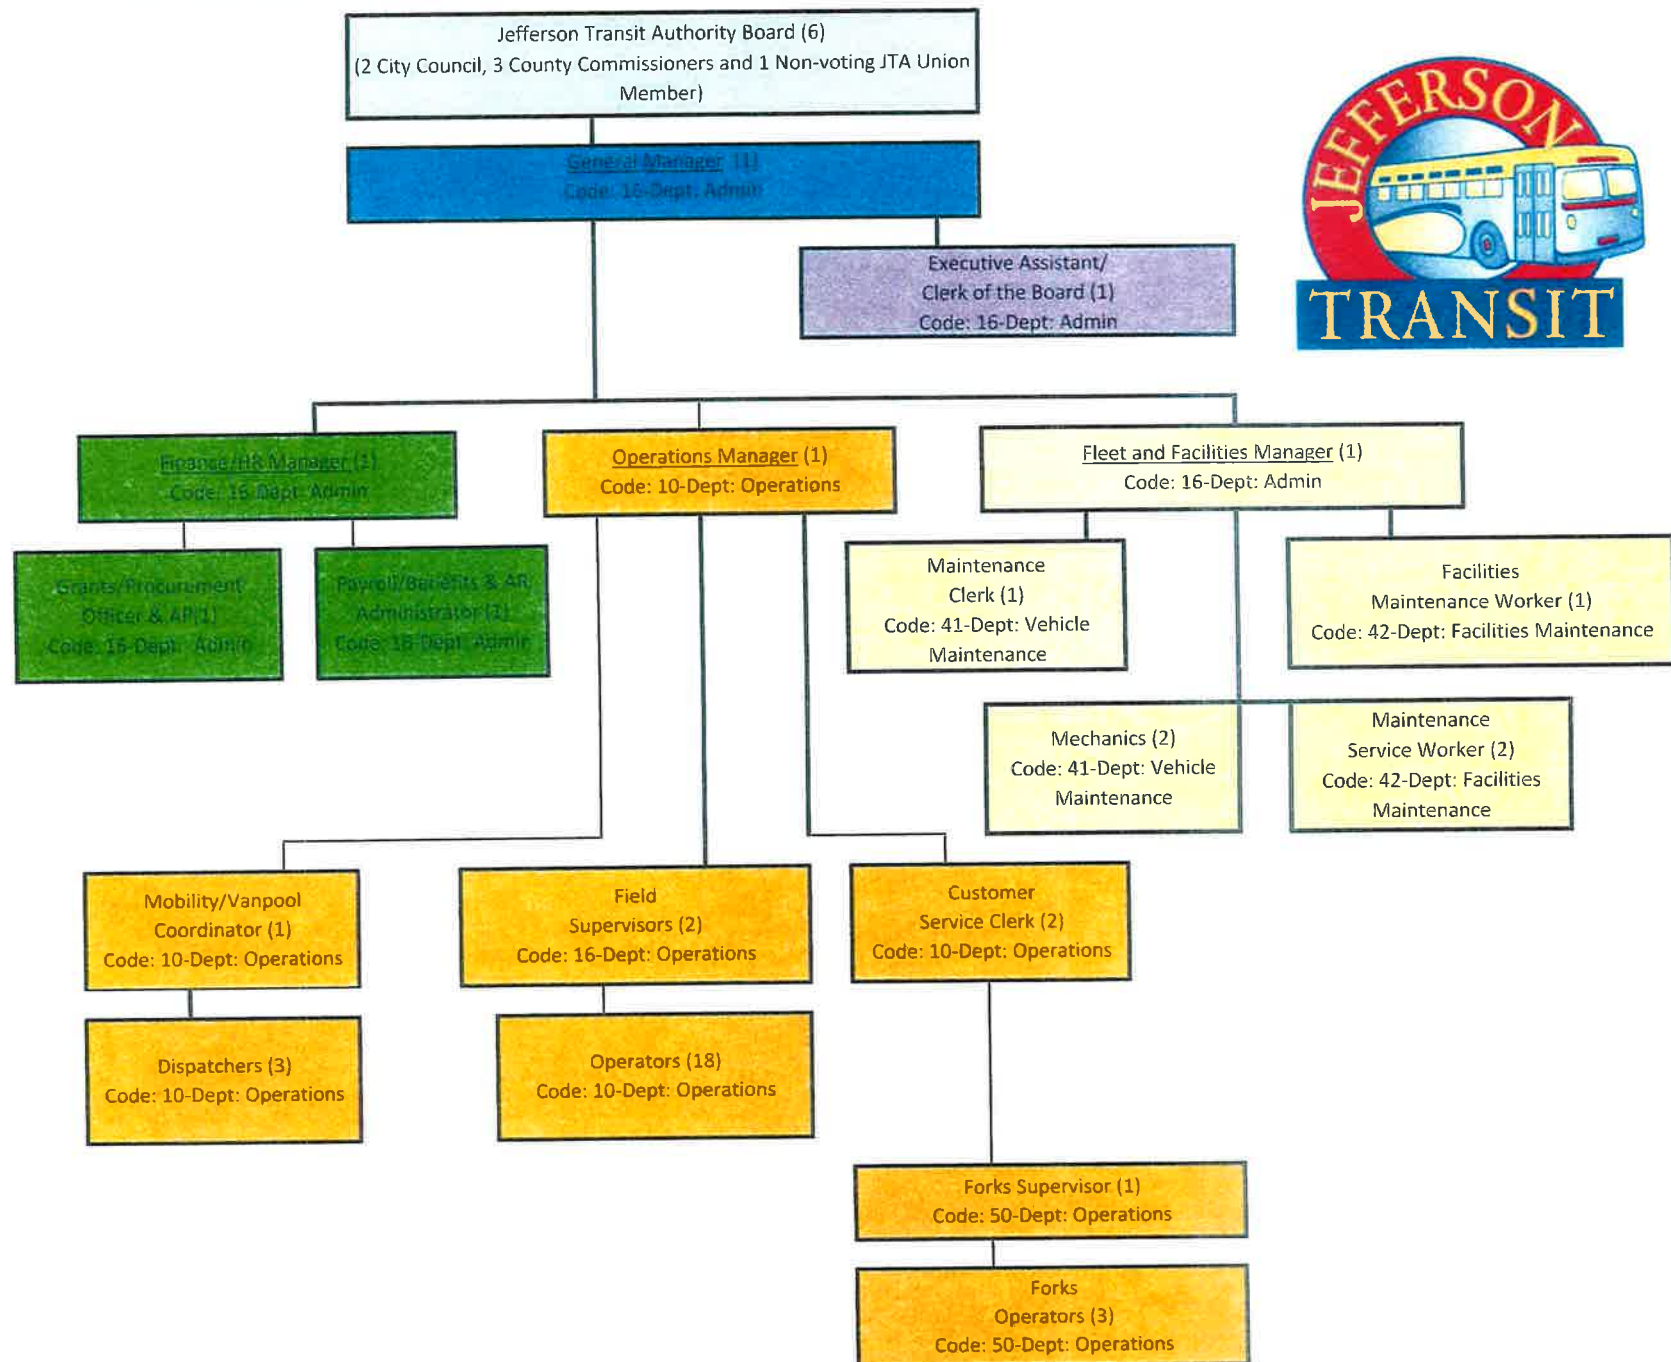 Jefferson Transit Authority Board (6)
(2 City Council, 3 County Commissioners and 1 Non-voting JTA Union
Member)
JEFFERSON
TRANSIT
General Manager (1)
Code: 16-Dept: Admin
Executive Assistant/
Clerk of the Board (1)
Code: 16-Dept: Admin
Finance/HR Manager (1)
Code: 16-Dept: Admin
Operations Manager (1)
Code: 10-Dept: Operations
Fleet and Facilities Manager (1)
Code: 16-Dept: Admin
Grants/Procurement
Officer & AP(1)
Code: 16-Dept: Admin
Payroll/Benefits & AR
Administrator (1)
Code: 16-Dept: Admin
Maintenance
Clerk (1)
Code: 41-Dept: Vehicle
Maintenance
Facilities
Maintenance Worker (1)
Code: 42-Dept: Facilities Maintenance
Mechanics (2)
Code: 41-Dept: Vehicle
Maintenance
Maintenance
Service Worker (2)
Code: 42-Dept: Facilities
Maintenance
Mobility/Vanpool
Coordinator (1)
Code: 10-Dept: Operations
Field
Supervisors (2)
Code: 16-Dept: Operations
Customer
Service Clerk (2)
Code: 10-Dept: Operations
Dispatchers (3)
Code: 10-Dept: Operations
Operators (18)
Code: 10-Dept: Operations
Forks Supervisor (1)
Code: 50-Dept: Operations
Forks
Operators (3)
Code: 50-Dept: Operations